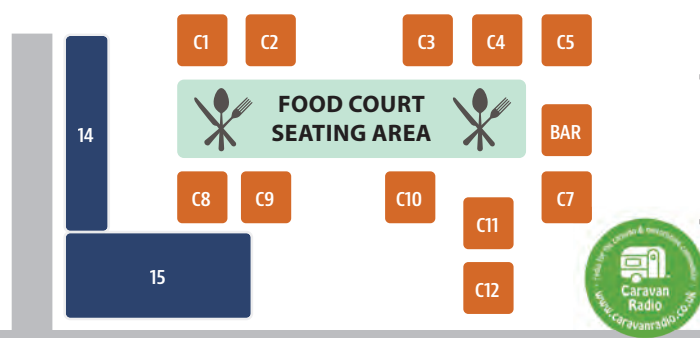 C1
C2
C3
C4
C5
14
FOOD COURT
SEATING AREA
BAR
C8
C9
C10
C7
C11
15
C12
Caravan
Radio
www.caravanradio.co.uk